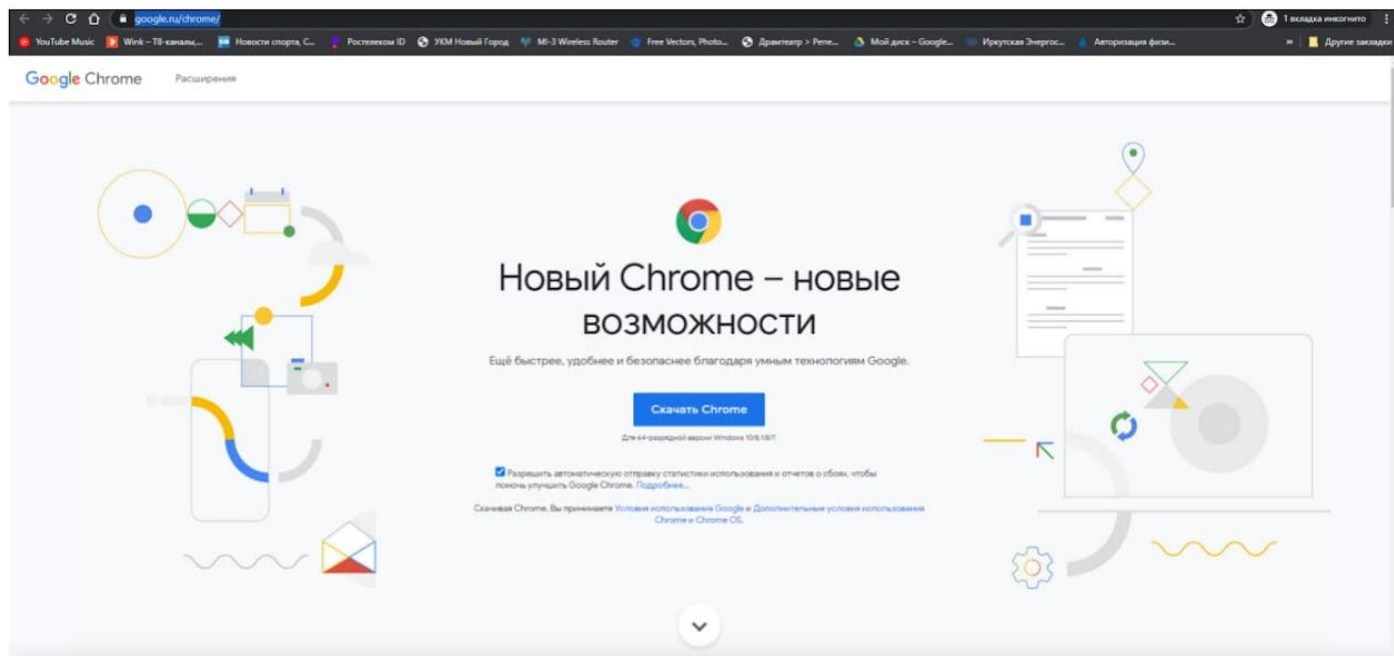 google.ru/chrome/
1 вкладка инкогнито
YouTube Music
Wink – ТВ-каналы,...
Новости спорта, С...
Ростелеком ID
УКМ Новый Город
MI-3 Wireless Router
Free Vectors, Photo...
Драмтеатр > Репе...
Мой диск – Google...
Иркутская Энергос...
Авторизация физи...
»
Другие закладки
Google Chrome
Расширения
Новый Chrome – новые
возможности
Ещё быстрее, удобнее и безопаснее благодаря умным технологиям Google.
Скачать Chrome
Для 64-разрядной версии Windows 10/8.1/8/7.
Разрешить автоматическую отправку статистики использования и отчетов о сбоях, чтобы
помочь улучшить Google Chrome. Подробнее...
Скачивая Chrome, Вы принимаете Условия использования Google и Дополнительные условия использования
Chrome и Chrome OS.